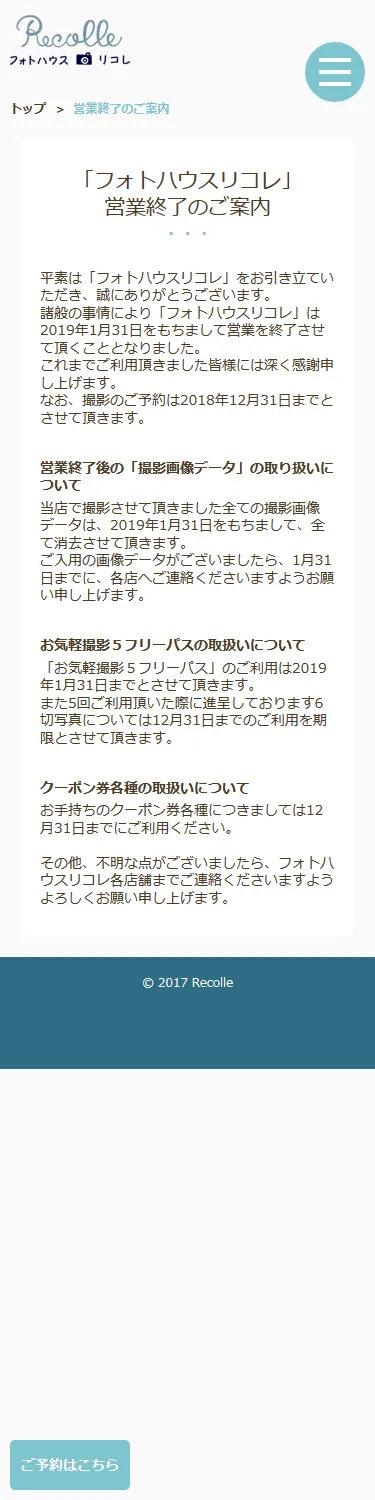 Recolle
フォトハウス リコレ
トップ > 営業終了のご案内
「フォトハウスリコレ」
営業終了のご案内
平素は「フォトハウスリコレ」をお引き立てい
ただき、誠にありがとうございます。
諸般の事情により「フォトハウスリコレ」は
2019年1月31日をもちまして営業を終了させ
て頂くこととなりました。
これまでご利用頂きました皆様には深く感謝申
し上げます。
なお、撮影のご予約は2018年12月31日までと
させて頂きます。
営業終了後の「撮影画像データ」の取り扱いに
ついて
当店で撮影させて頂きました全ての撮影画像
データは、2019年1月31日をもちまして、全
て消去させて頂きます。
ご入用の画像データがございましたら、1月31
日までに、各店へご連絡くださいますようお願
い申し上げます。
お気軽撮影５フリーパスの取扱いについて
「お気軽撮影５フリーパス」のご利用は2019
年1月31日までとさせて頂きます。
また5回ご利用頂いた際に進呈しております6
切写真については12月31日までのご利用を期
限とさせて頂きます。
クーポン券各種の取扱いについて
お手持ちのクーポン券各種につきましては12
月31日までにご利用ください。
その他、不明な点がございましたら、フォトハ
ウスリコレ各店舗までご連絡くださいますよう
よろしくお願い申し上げます。
© 2017 Recolle
ご予約はこちら